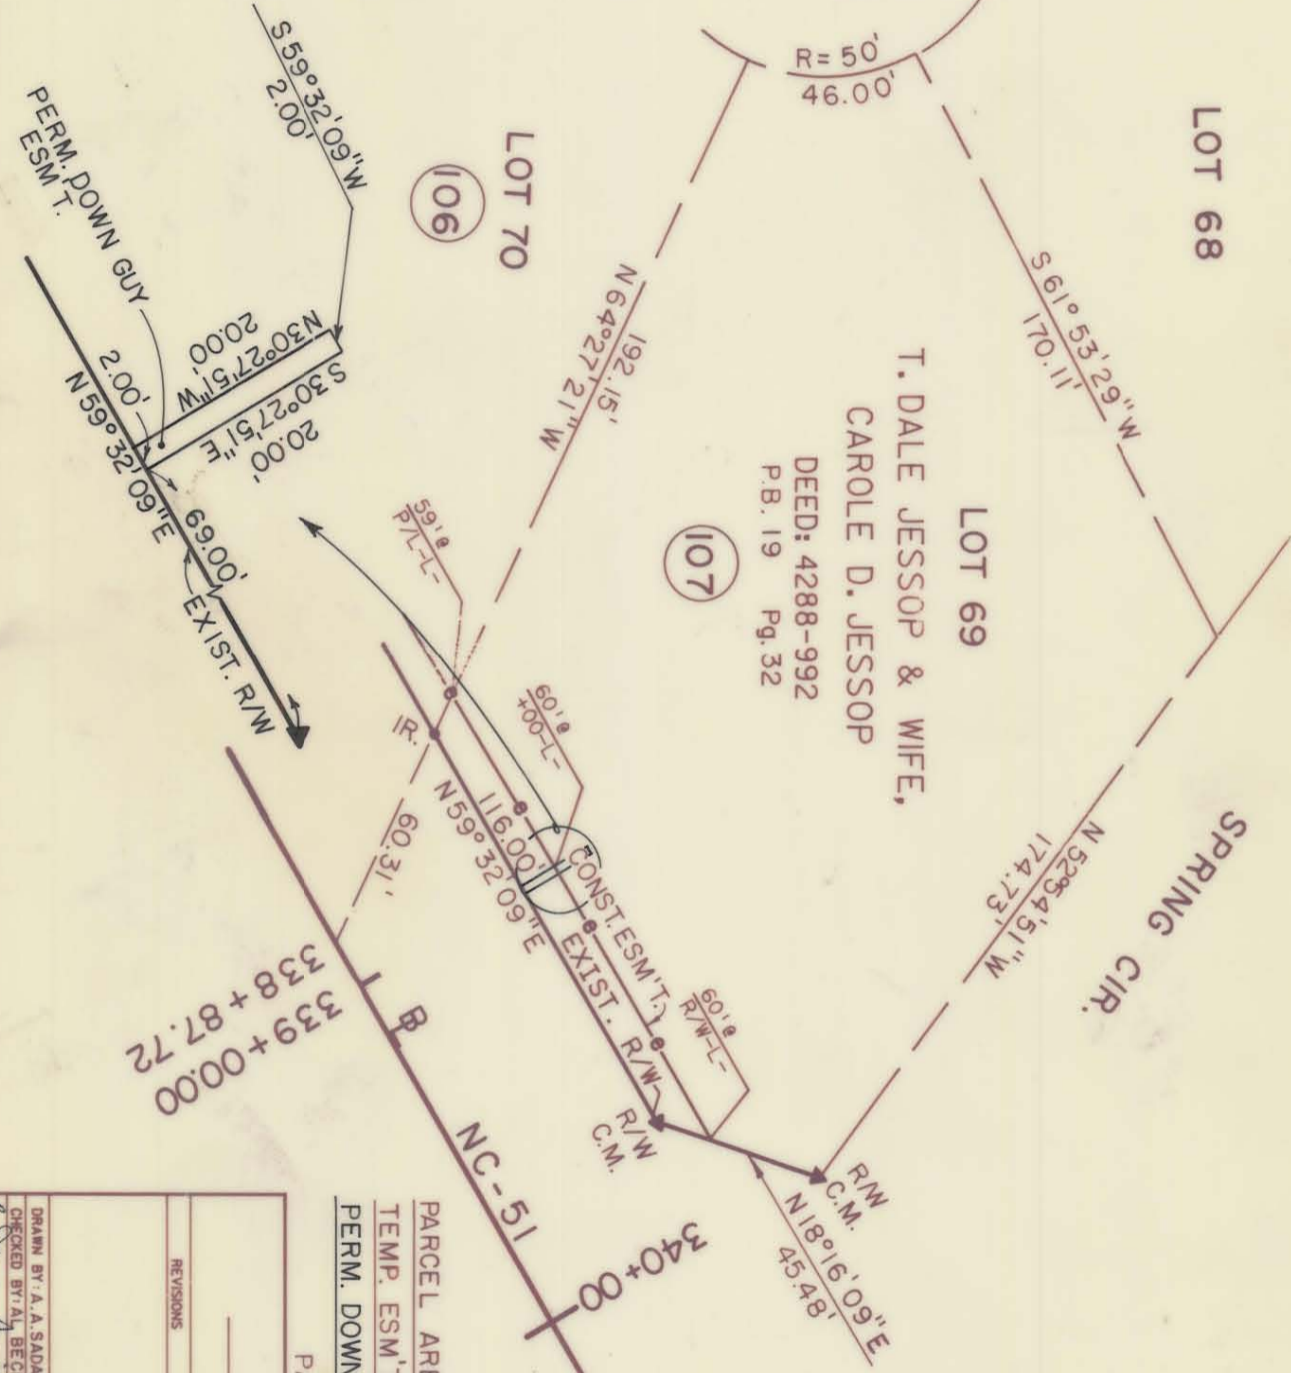 LOT 68
R= 50'
46.00'
S 61° 53' 29" W
170.11'
S 59° 32' 09" W
2.00'
LOT 70
106
N 64° 27' 21" W
192.15'
LOT 69
T. DALE JESSOP & WIFE,
CAROLE D. JESSOP
DEED: 4288-992
P.B. 19 Pg. 32
107
PERM. DOWN GUY
ESM'T.
N 30° 27' 51" W
20.00'
S 30° 27' 51" E
20.00'
2.00'
N 59° 32' 09" E
69.00'
EXIST. R/W
59'@
P/L-L-
60'@
+00-L-
IR.
116.00'
N 59° 32' 09" E
CONST. ESM'T.
EXIST. R/W
60'@
R/W-L-
R/W
C.M.
60.31'
SPRING CIR.
N 52° 54' 51" W
174.73'
R/W
C.M.
N 18° 16' 09" E
45.48'
338 + 87.72
339 + 00.00
NC-51
340+00
PARCEL
TEMP. ESM'T
PERM. DOWN
REVISIONS
DRAWN BY: A. A. SADA
CHECKED BY: AL BEC